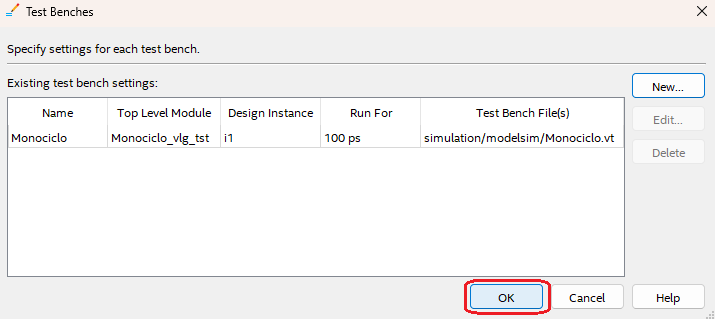 Test Benches
Specify settings for each test bench.
Existing test bench settings:
New...
Name Top Level Module Design Instance Run For Test Bench File(s)
Edit...
Monociclo Monociclo_vlg_tst i1 100 ps simulation/modelsim/Monociclo.vt
Delete
OK Cancel Help